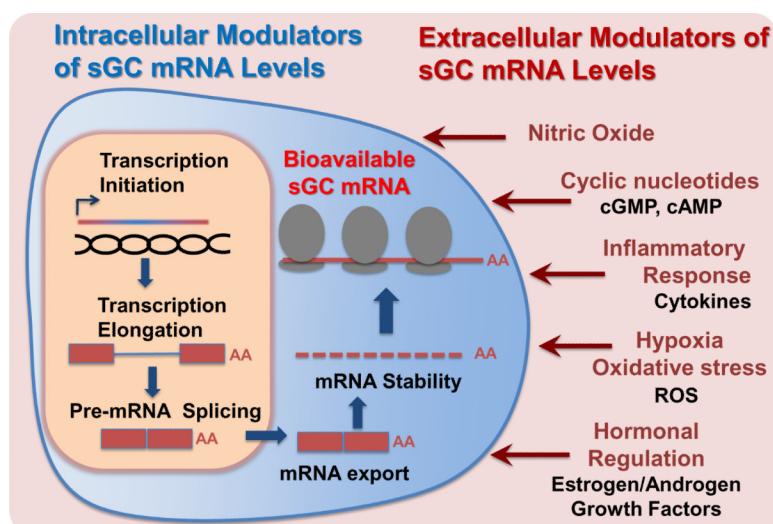 Intracellular Modulators
of sGC mRNA Levels
Extracellular Modulators of
sGC mRNA Levels
Transcription
Initiation
Transcription
Elongation
AA
Pre-mRNA Splicing
AA
Bioavailable
sGC mRNA
AA
AA
mRNA Stability
AA
mRNA export
Nitric Oxide
Cyclic nucleotides
cGMP, cAMP
Inflammatory
Response
Cytokines
Hypoxia
Oxidative stress
ROS
Hormonal
Regulation
Estrogen/Androgen
Growth Factors